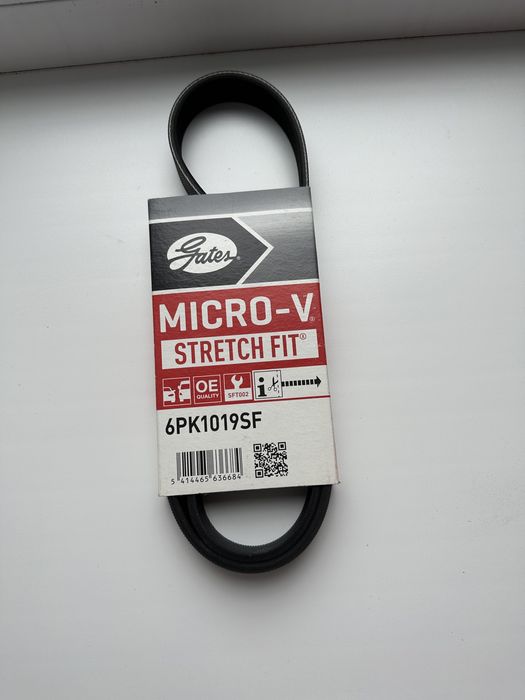 Gates
MICRO-V®
STRETCH FIT®
OE
QUALITY
SFT002
i
6PK1019SF
5 414465 636684